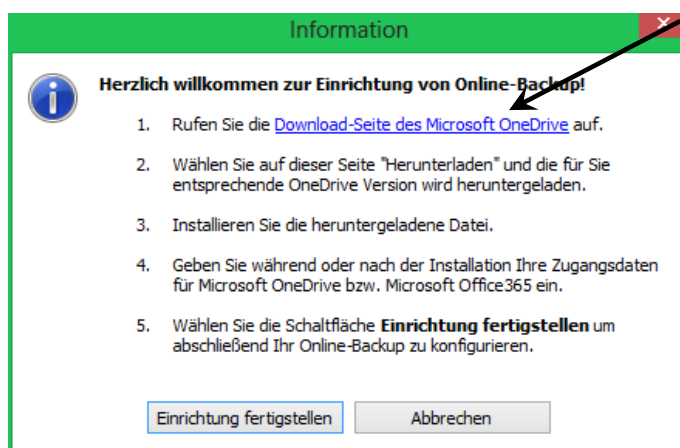 Information
Herzlich willkommen zur Einrichtung von Online-Backup!
1. Rufen Sie die Download-Seite des Microsoft OneDrive auf.
2. Wählen Sie auf dieser Seite "Herunterladen" und die für Sie
entsprechende OneDrive Version wird heruntergeladen.
3. Installieren Sie die heruntergeladene Datei.
4. Geben Sie während oder nach der Installation Ihre Zugangsdaten
für Microsoft OneDrive bzw. Microsoft Office365 ein.
5. Wählen Sie die Schaltfläche Einrichtung fertigstellen um
abschließend Ihr Online-Backup zu konfigurieren.
Einrichtung fertigstellen Abbrechen